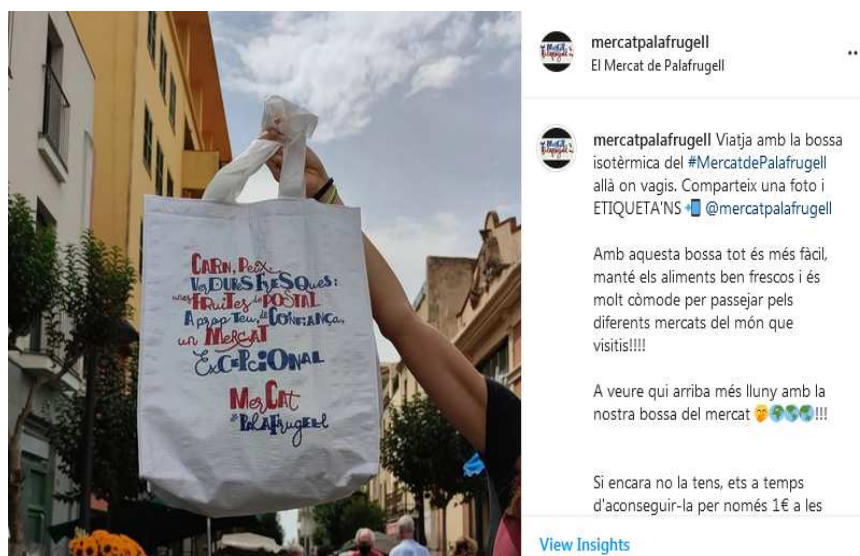 CARN, PEIX,
VERDURES FRESQUES:
unes FRUITES de POSTAL
A prop teu, de CONFIANÇA,
un MERCAT
EXCEPCIONAL
MERCAT
de PALAFRUGELL
mercatpalafrugell
El Mercat de Palafrugell
mercatpalafrugell Viatja amb la bossa
isotèrmica del #MercatdePalafrugell
allà on vagis. Comparteix una foto i
ETIQUETA'NS 📲 @mercatpalafrugell
Amb aquesta bossa tot és més fàcil,
manté els aliments ben frescos i és
molt còmode per passejar pels
diferents mercats del món que
visitis!!!!
A veure qui arriba més lluny amb la
nostra bossa del mercat 🤭🌍🌏🌎!!!
Si encara no la tens, ets a temps
d'aconseguir-la per només 1€ a les
View Insights